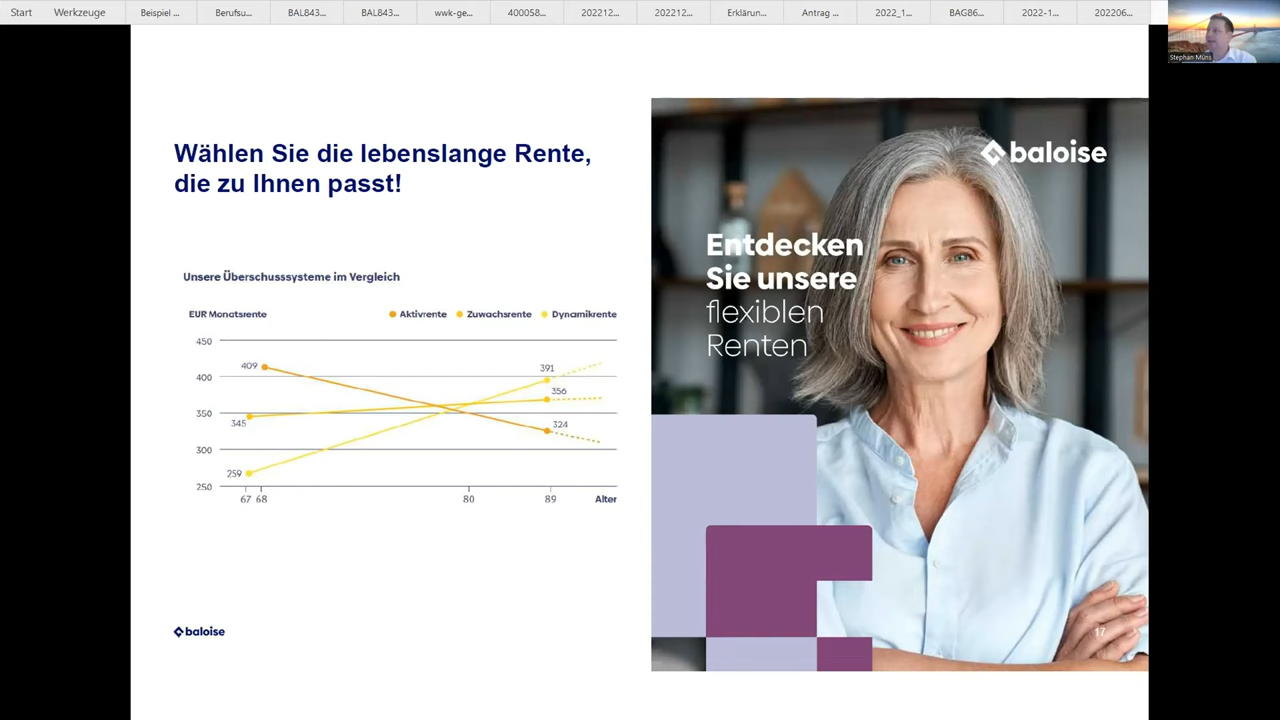 Start
Werkzeuge
Beispiel ...
Berufsu...
BAL843...
BAL843...
wwk-ge...
400058...
202212...
202212...
Erklärun...
Antrag ...
2022_1...
BAG86...
2022-1...
202206...
Stephan Müns
Wählen Sie die lebenslange Rente,
die zu Ihnen passt!
Unsere Überschusssysteme im Vergleich
EUR Monatsrente
Aktivrente
Zuwachsrente
Dynamikrente
450
400
350
300
250
409
345
259
391
356
324
67 68
80
89
Alter
baloise
baloise
Entdecken
Sie unsere
flexiblen
Renten
17